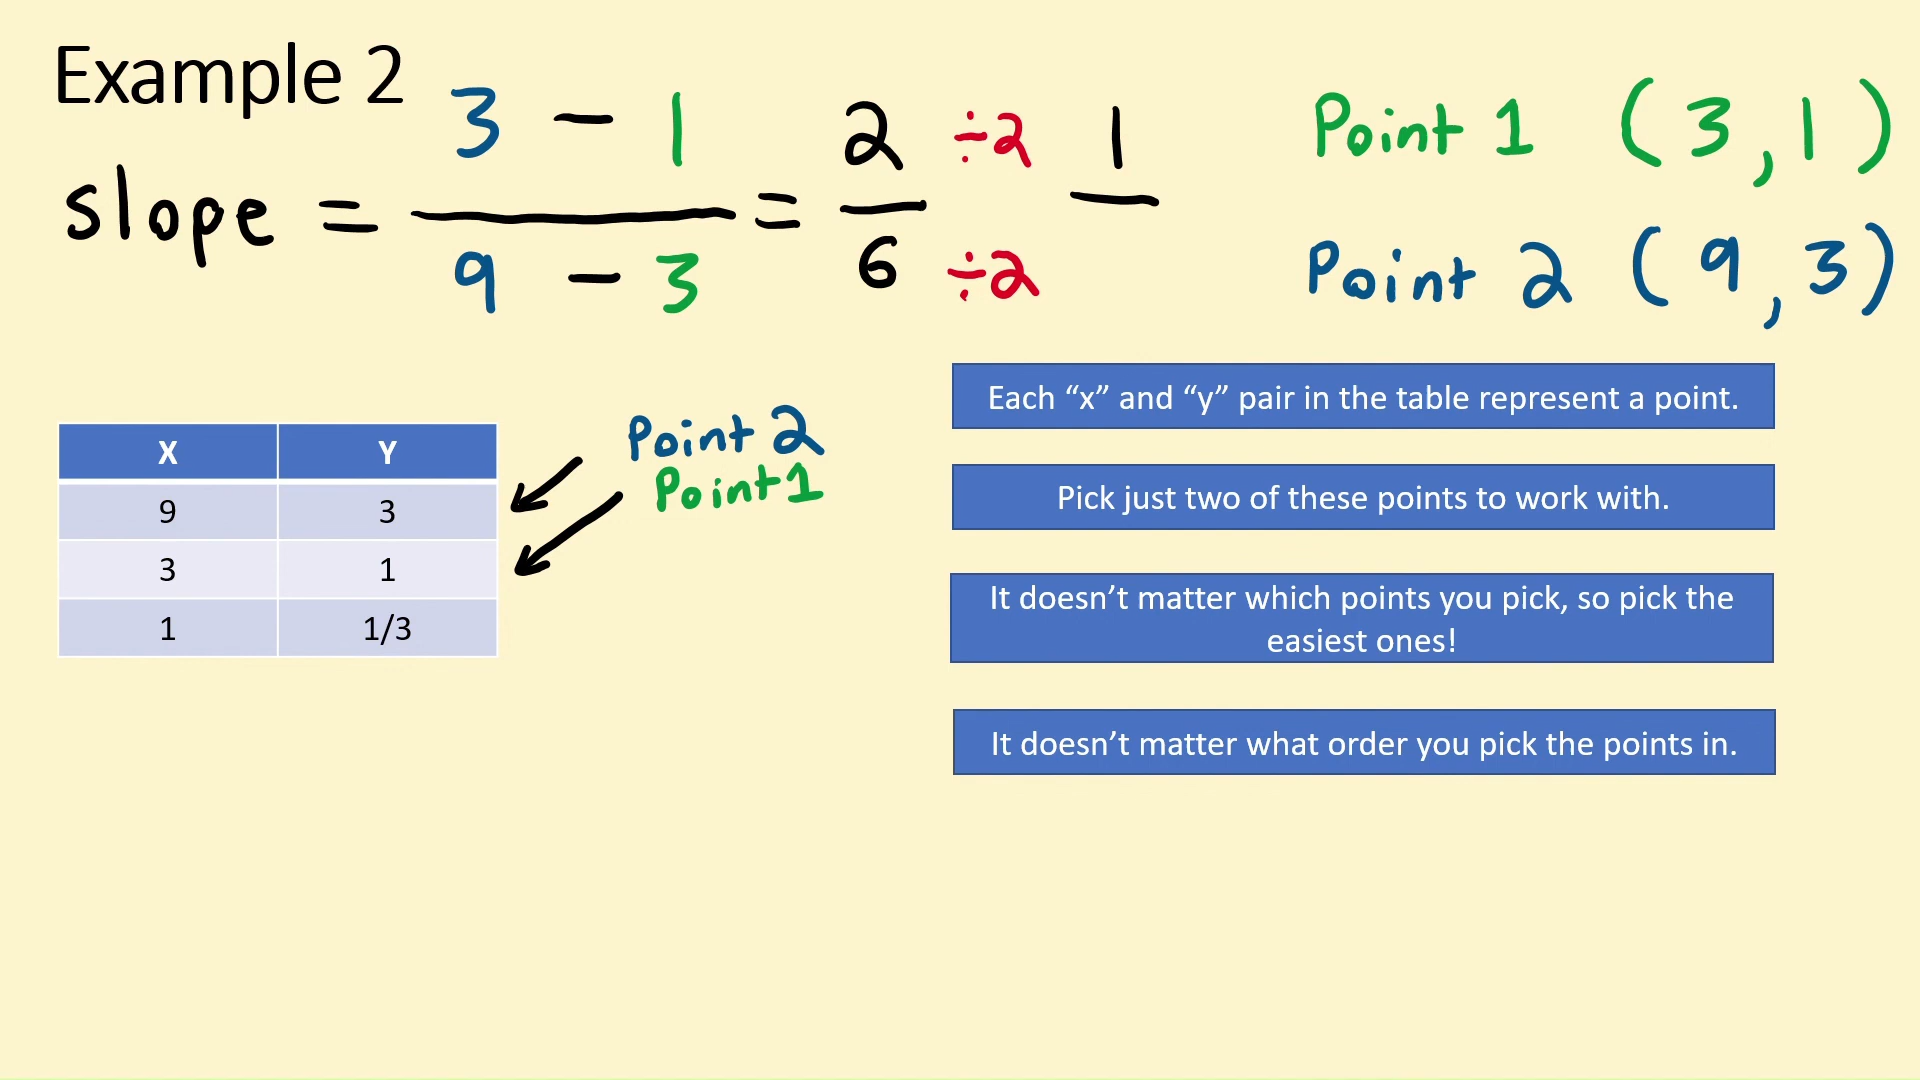 Example 2
slope = 3 - 1 / 9 - 3 = 2 / 6 ÷2 / ÷2 1 /
Point 1 (3, 1)
Point 2 (9, 3)
X Y
9 3
3 1
1 1/3
Point 2
Point 1
Each “x” and “y” pair in the table represent a point.
Pick just two of these points to work with.
It doesn’t matter which points you pick, so pick the
easiest ones!
It doesn’t matter what order you pick the points in.